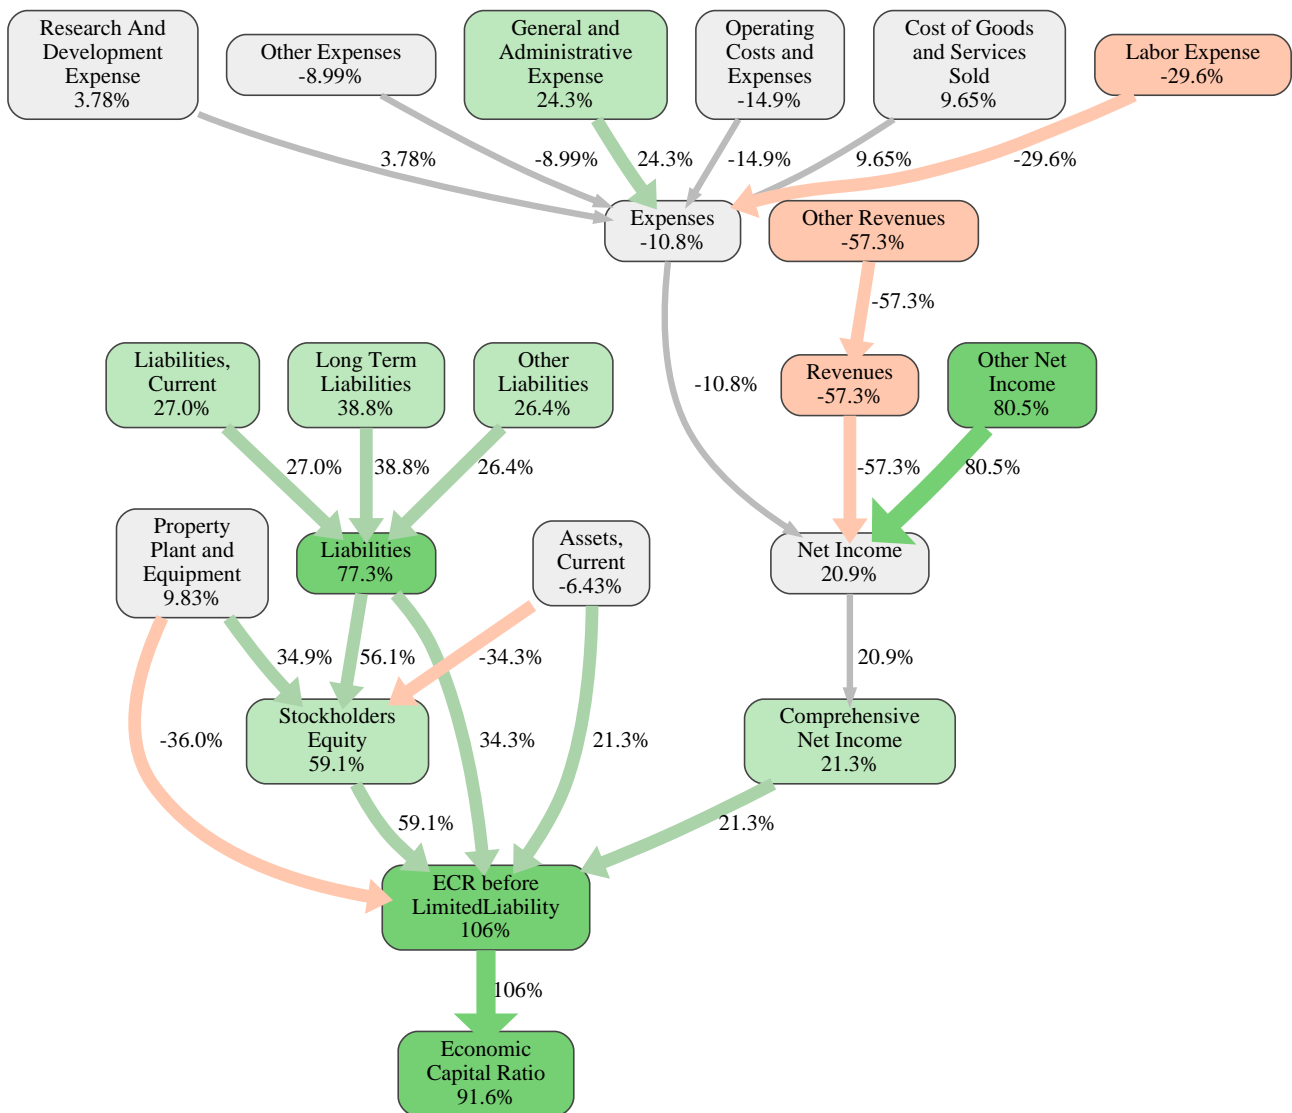 Research And
Development
Expense
3.78%
Other Expenses
-8.99%
General and
Administrative
Expense
24.3%
Operating
Costs and
Expenses
-14.9%
Cost of Goods
and Services
Sold
9.65%
Labor Expense
-29.6%
3.78%
-8.99%
24.3%
-14.9%
9.65%
-29.6%
Expenses
-10.8%
Other Revenues
-57.3%
-57.3%
Liabilities,
Current
27.0%
Long Term
Liabilities
38.8%
Other
Liabilities
26.4%
-10.8%
Revenues
-57.3%
Other Net
Income
80.5%
27.0%
38.8%
26.4%
-57.3%
80.5%
Property
Plant and
Equipment
9.83%
Liabilities
77.3%
Assets,
Current
-6.43%
Net Income
20.9%
34.9%
56.1%
-34.3%
20.9%
-36.0%
Stockholders
Equity
59.1%
34.3%
21.3%
Comprehensive
Net Income
21.3%
59.1%
21.3%
ECR before
LimitedLiability
106%
106%
Economic
Capital Ratio
91.6%